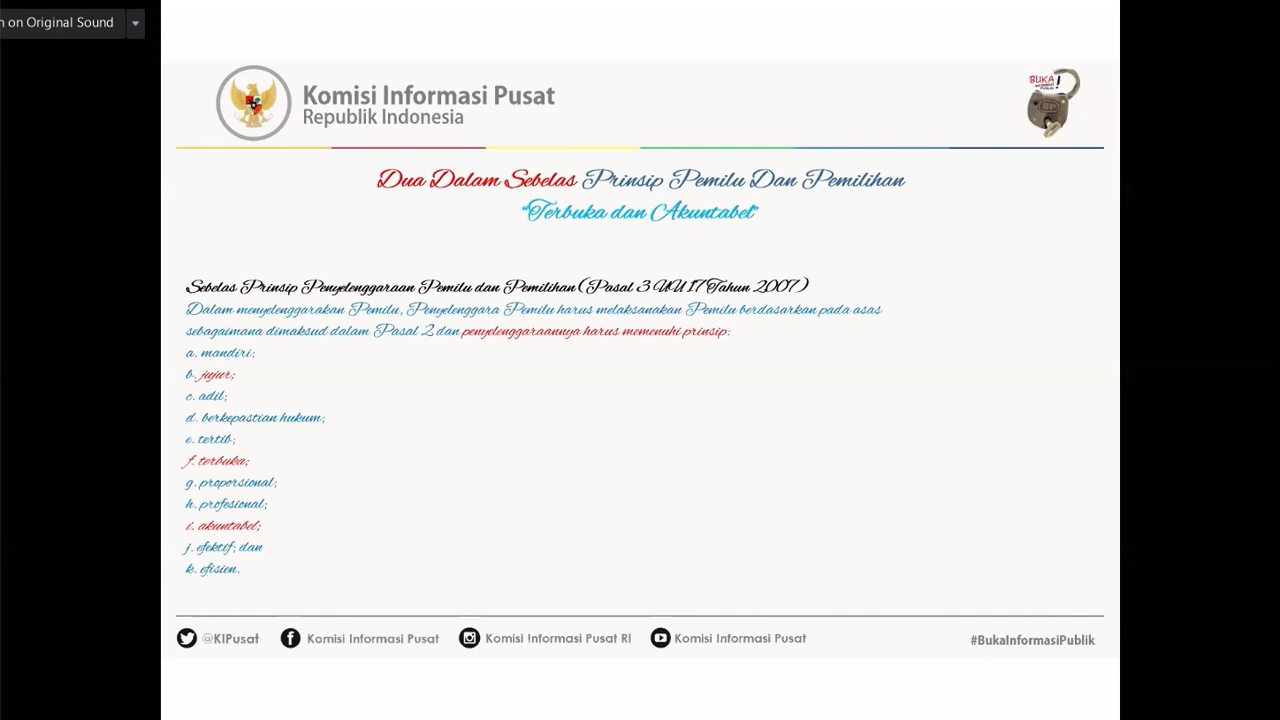 n on Original Sound
Komisi Informasi Pusat
Republik Indonesia
BUKA
!
BP
Dua Dalam Sebelas Prinsip Pemilu Dan Pemilihan
"Terbuka dan Akuntabel"
Sebelas Prinsip Penyelenggaraan Pemilu dan Pemilihan (Pasal 3 UU 17 Tahun 2007)
Dalam menyelenggarakan Pemilu, Penyelenggara Pemilu harus melaksanakan Pemilu berdasarkan pada asas
sebagaimana dimaksud dalam Pasal 2 dan penyelenggaraannya harus memenuhi prinsip:
a. mandiri;
b. jujur;
c. adil;
d. berkepastian hukum;
e. tertib;
f. terbuka;
g. proporsional;
h. profesional;
i. akuntabel;
j. efektif; dan
k. efisien.
@KIPusat Komisi Informasi Pusat Komisi Informasi Pusat RI Komisi Informasi Pusat #BukaInformasiPublik